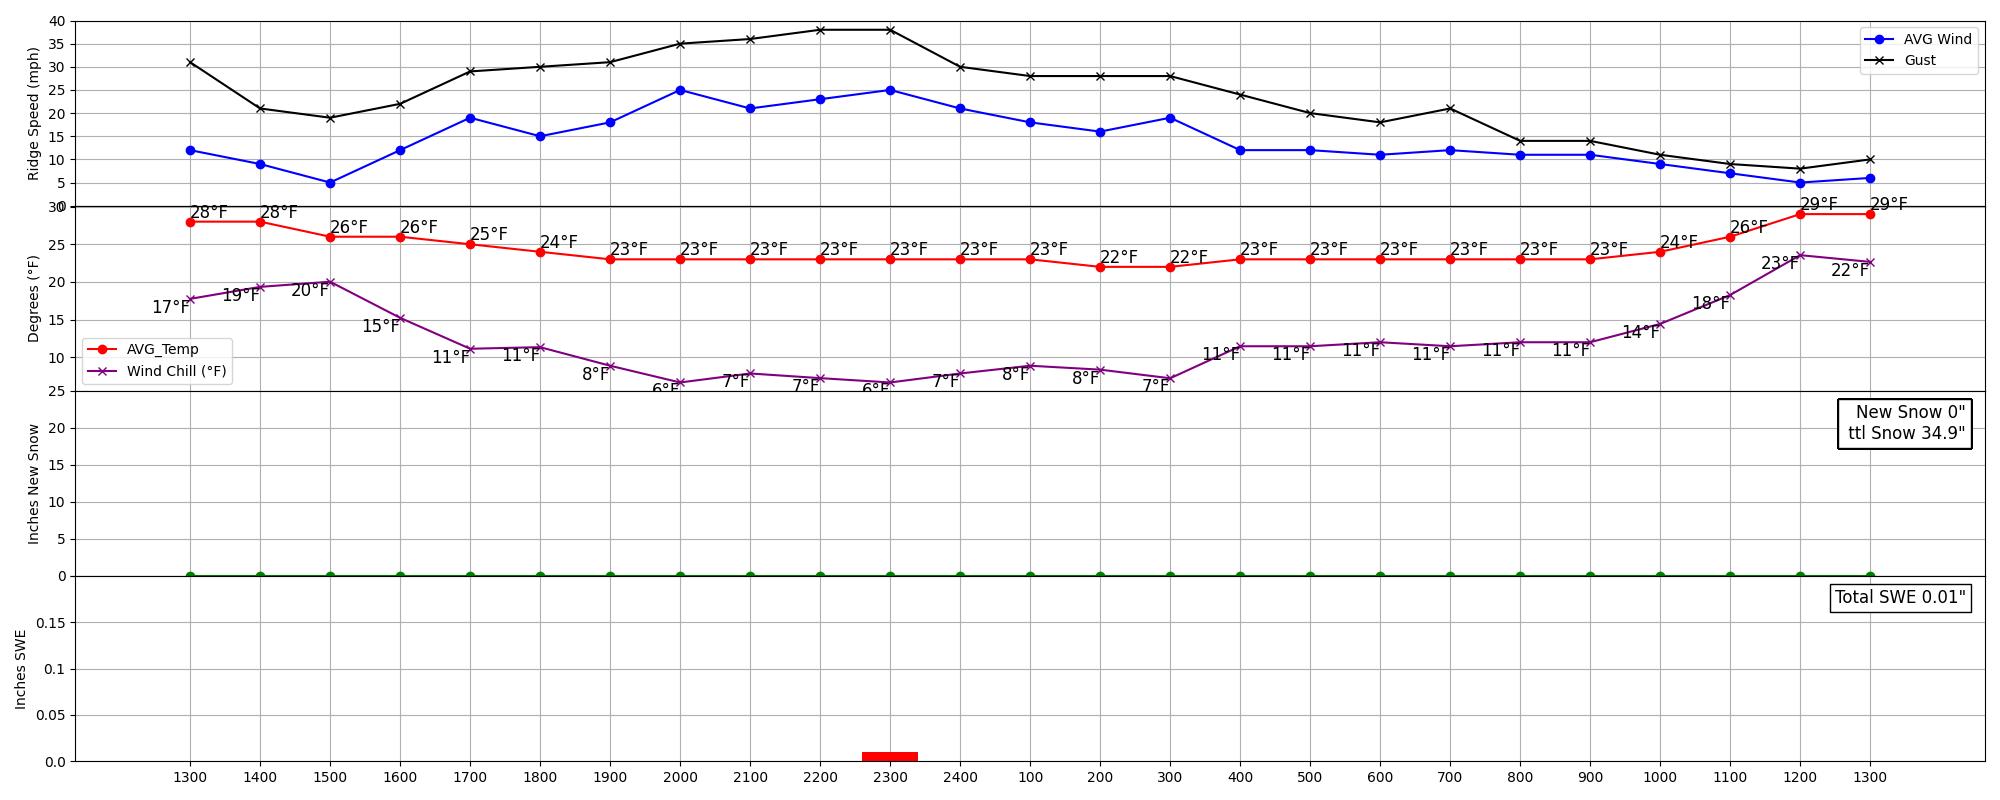 40
35
30
25
20
15
10
5
0
Ridge Speed (mph)
AVG Wind
Gust
30
25
20
15
10
Degrees (°F)
28°F 28°F 26°F 26°F 25°F 24°F 23°F 23°F 23°F 23°F 23°F 23°F 23°F 22°F 22°F 23°F 23°F 23°F 23°F 23°F 23°F 24°F 26°F 29°F 29°F
17°F 19°F 20°F 15°F 11°F 11°F 8°F 6°F 7°F 7°F 6°F 7°F 8°F 8°F 7°F 11°F 11°F 11°F 11°F 11°F 11°F 14°F 18°F 23°F 22°F
AVG_Temp
Wind Chill (°F)
25
20
15
10
5
0
Inches New Snow
New Snow 0"
ttl Snow 34.9"
0.15
0.1
0.05
0.0
Inches SWE
Total SWE 0.01"
1300 1400 1500 1600 1700 1800 1900 2000 2100 2200 2300 2400 100 200 300 400 500 600 700 800 900 1000 1100 1200 1300